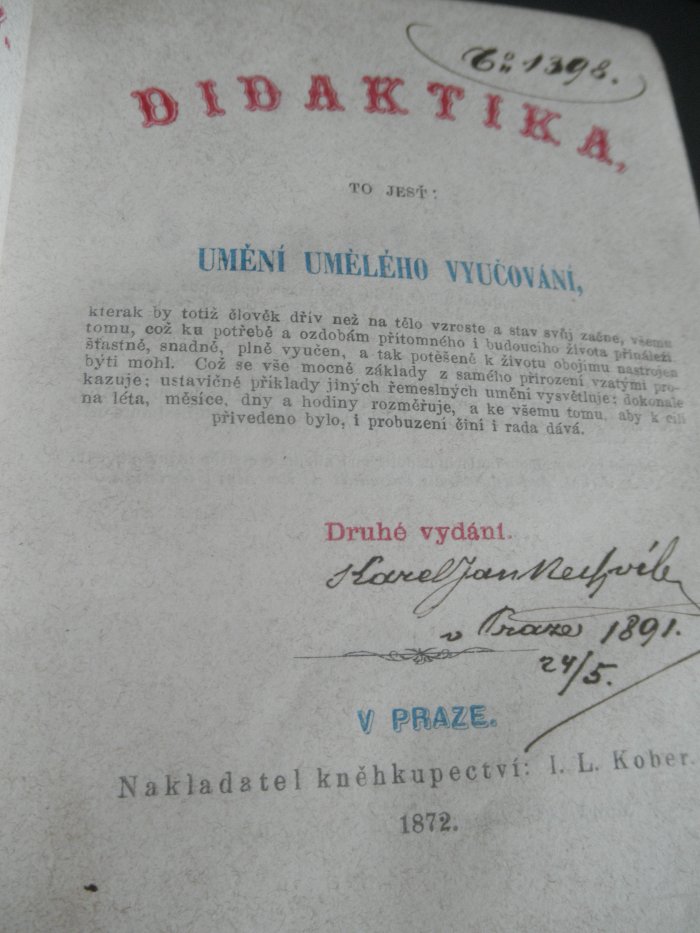 Čís 1398.
DIDAKTIKA,
TO JESŤ:
UMĚNÍ UMĚLÉHO VYUČOVÁNÍ,
kterak by totiž člověk dřív než na tělo vzroste a stav svůj začne, všemu
tomu, což ku potřebě a ozdobám přítomného i budoucího života přináleží
šťastně, snadně, plně vyučen, a tak potěšeně k životu obojímu nastrojen
býti mohl. Což se vše mocně základy z samého přirození vzatými pro-
kazuje; ustavičně příklady jiných řemeslných umění vysvětluje; dokonale
na léta, měsíce, dny a hodiny rozměřuje, a ke všemu tomu, aby k cíli
přivedeno bylo, i probuzení činí i rada dává.
Druhé vydání.
Karel Jan
v Praze 1891.
24/5.
V PRAZE.
Nakladatel kněhkupectví: I. L. Kober.
1872.